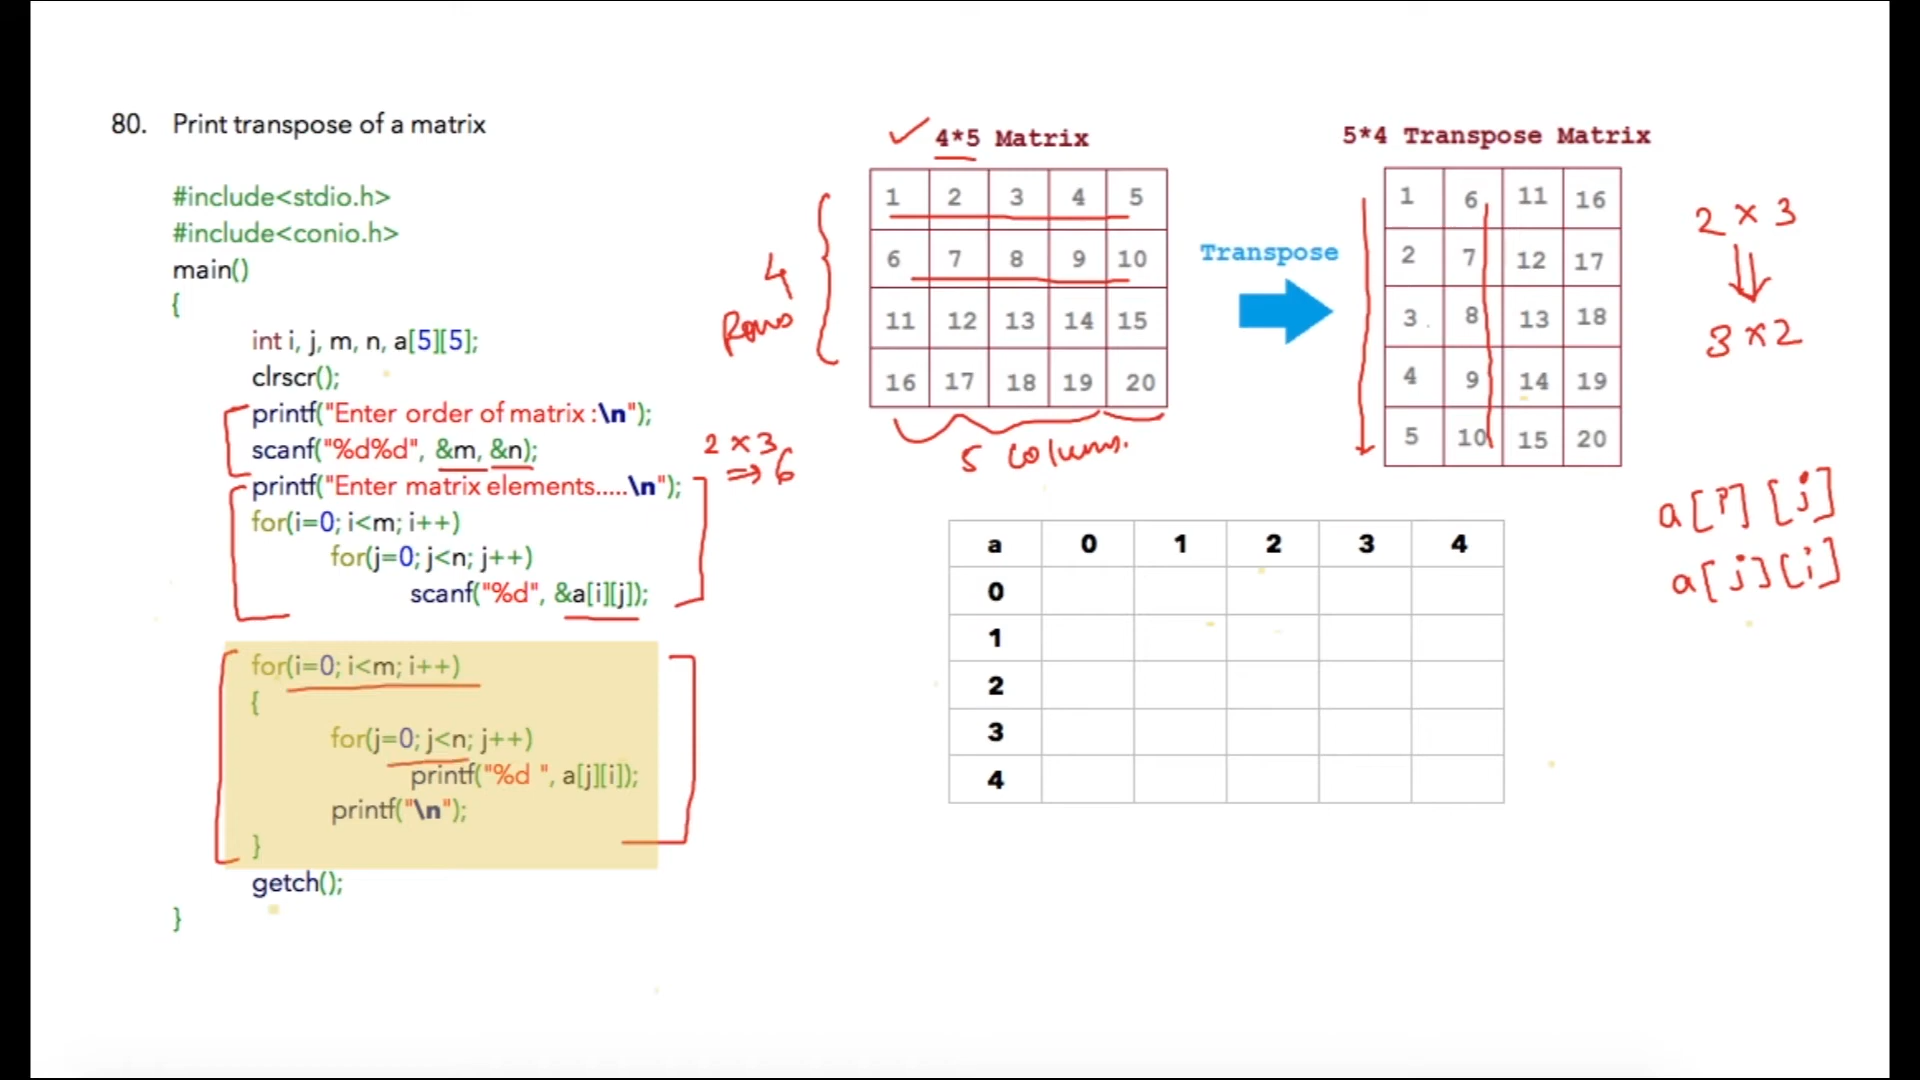 80. Print transpose of a matrix
#include<stdio.h>
#include<conio.h>
main()
{
int i, j, m, n, a[5][5];
clrscr();
printf("Enter order of matrix :\n");
scanf("%d%d", &m, &n);
printf("Enter matrix elements.....\n");
for(i=0; i<m; i++)
for(j=0; j<n; j++)
scanf("%d", &a[i][j]);
for(i=0; i<m; i++)
{
for(j=0; j<n; j++)
printf("%d ", a[j][i]);
printf("\n");
}
getch();
}
2 × 3
⇒ 6
4*5 Matrix
1 2 3 4 5
6 7 8 9 10
11 12 13 14 15
16 17 18 19 20
4
Rows
5 colums.
Transpose
5*4 Transpose Matrix
1 6 11 16
2 7 12 17
3 8 13 18
4 9 14 19
5 10 15 20
2 × 3
3 × 2
a[i][j]
a[j][i]
a 0 1 2 3 4
0
1
2
3
4